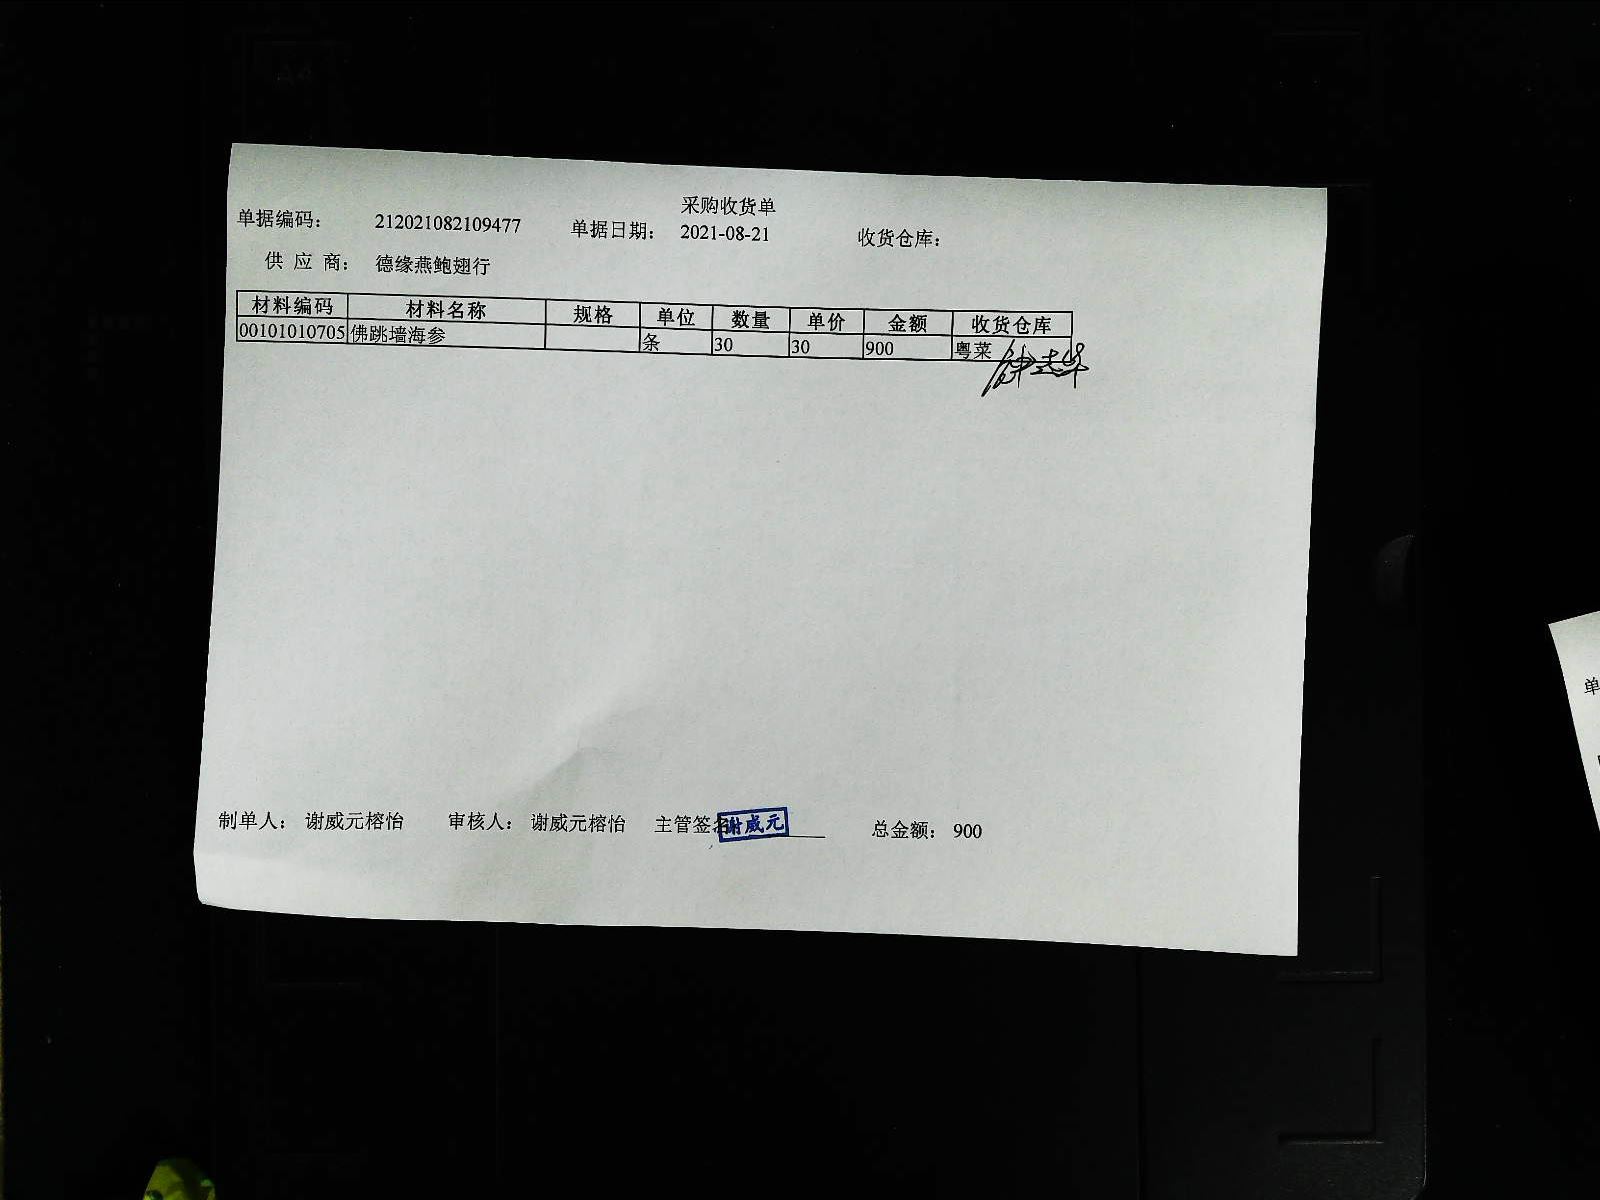 采购收货单
单据编码： 212021082109477 单据日期： 2021-08-21 收货仓库：
供 应 商： 德缘燕鲍翅行
材料编码 材料名称 规格 单位 数量 单价 金额 收货仓库
00101010705 佛跳墙海参 条 30 30 900 粤菜
制单人： 谢威元榕怡 审核人： 谢威元榕怡 主管签名 谢威元 总金额： 900
单